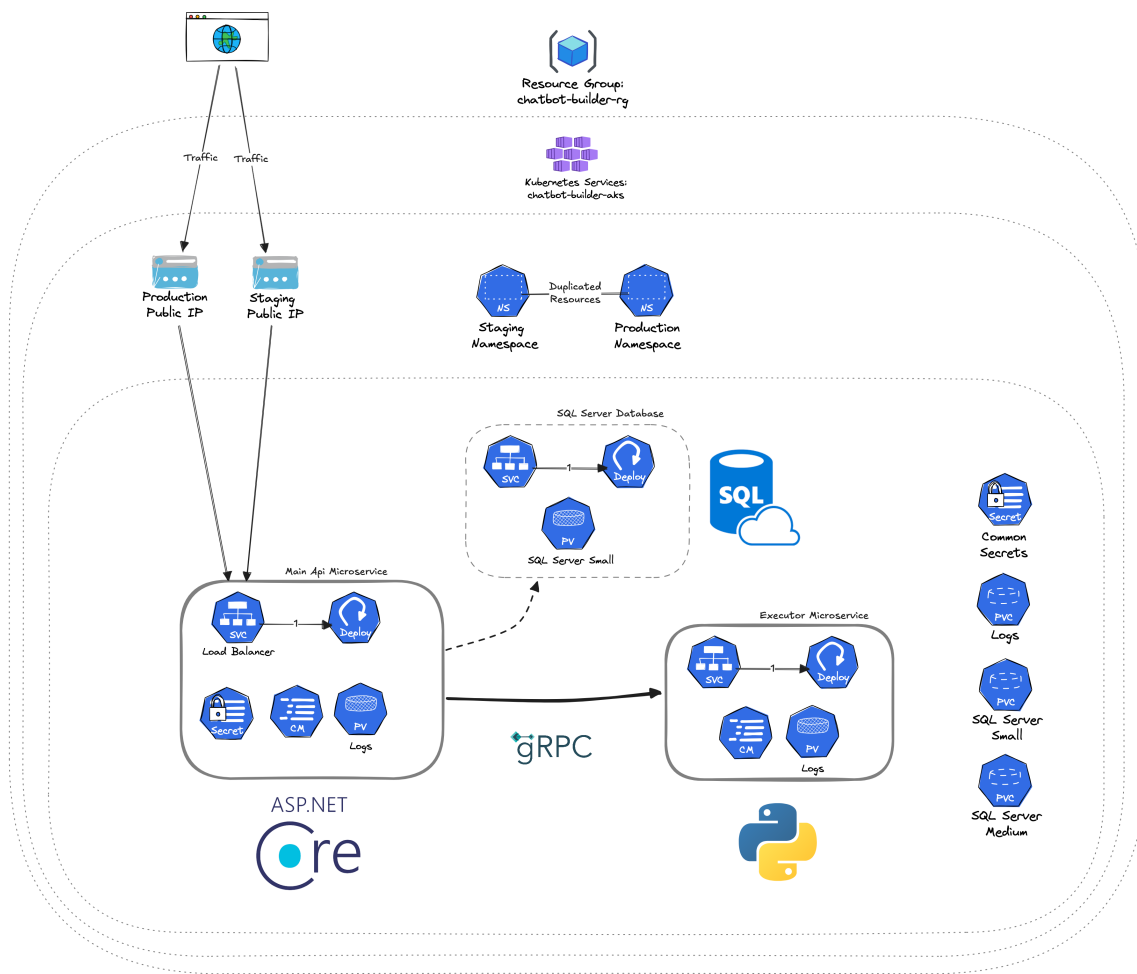 Resource Group:
chatbot-builder-rg
Kubernetes Services:
chatbot-builder-aks
Traffic
Traffic
Production
Public IP
Staging
Public IP
NS
Duplicated
Resources
NS
Staging
Namespace
Production
Namespace
SQL Server Database
SVC
1
Deploy
PV
SQL Server Small
SQL
Secret
Common
Secrets
PVC
Logs
PVC
SQL Server
Small
PVC
SQL Server
Medium
Main Api Microservice
SVC
1
Deploy
Load Balancer
Secret
CM
PV
Logs
gRPC
Executor Microservice
SVC
1
Deploy
CM
PV
Logs
ASP.NET
Core